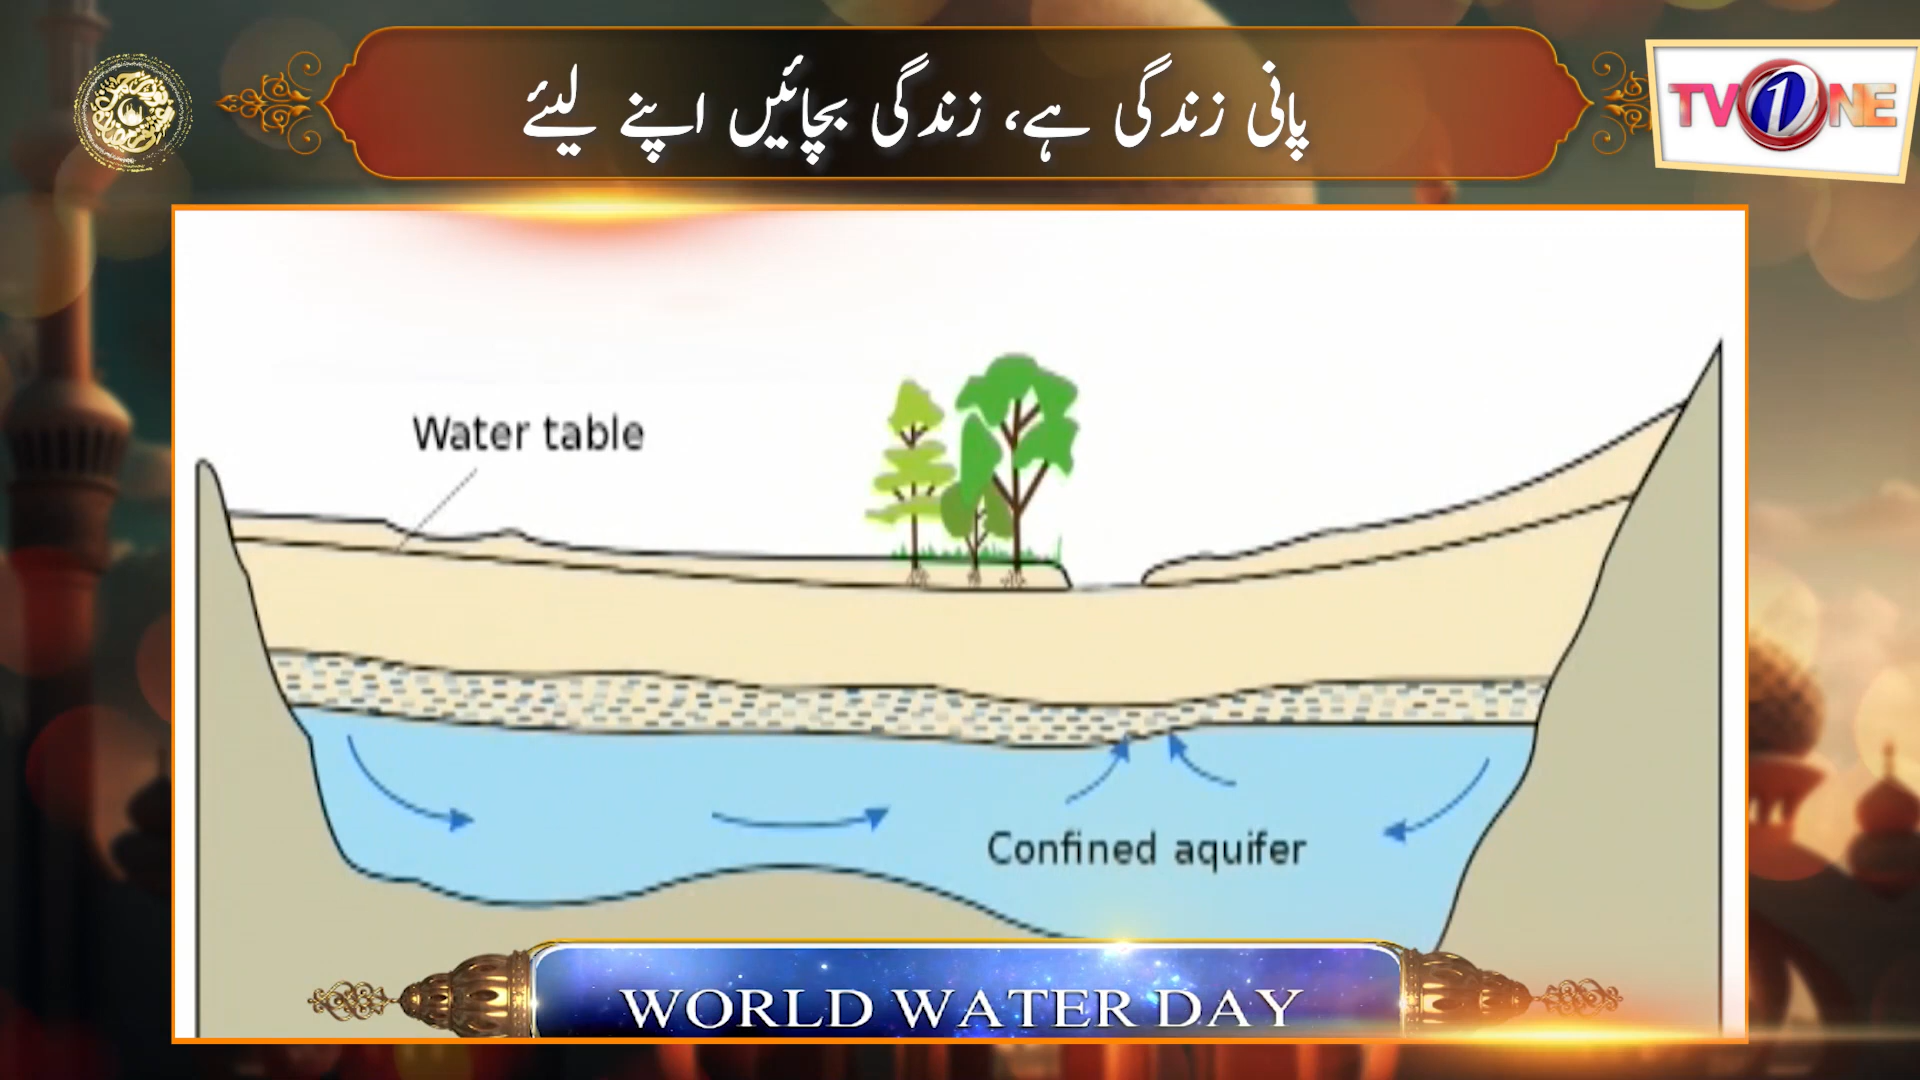 پانی زندگی ہے، زندگی بچائیں اپنے لیئے
TV ONE
Water table
Confined aquifer
WORLD WATER DAY